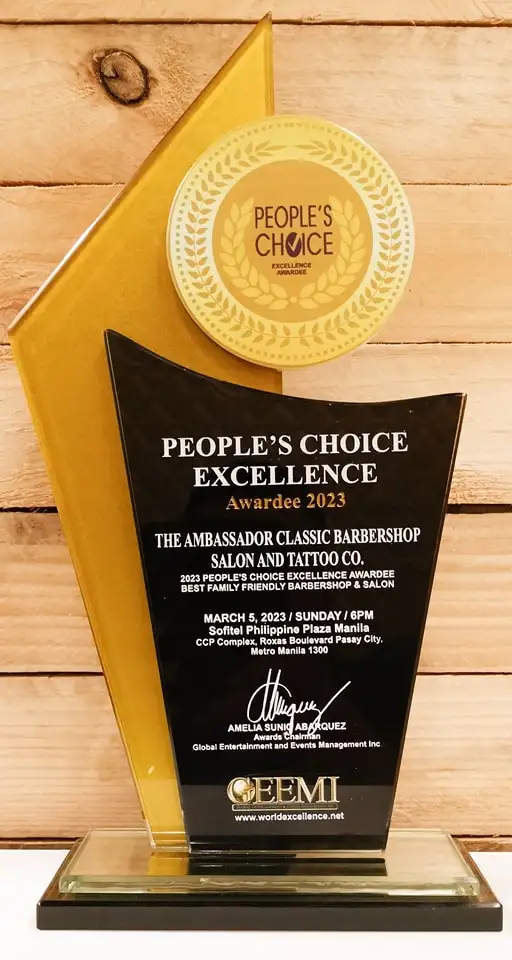 PEOPLE'S
CHOICE
EXCELLENCE
AWARDEE
PEOPLE'S CHOICE
EXCELLENCE
Awardee 2023
THE AMBASSADOR CLASSIC BARBERSHOP
SALON AND TATTOO CO.
2023 PEOPLE'S CHOICE EXCELLENCE AWARDEE
BEST FAMILY FRIENDLY BARBERSHOP & SALON
MARCH 5, 2023 / SUNDAY / 6PM
Sofitel Philippine Plaza Manila
CCP Complex, Roxas Boulevard Pasay City,
Metro Manila 1300
AMELIA SUNIO ABARQUEZ
Awards Chairman
Global Entertainment and Events Management Inc
GEEMI
www.worldexcellence.net